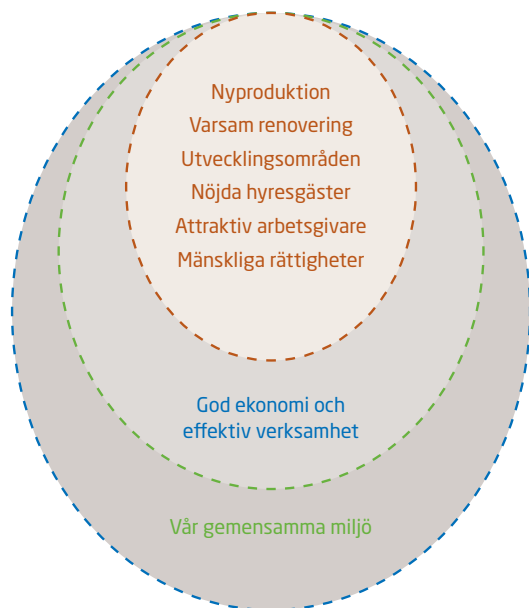 Nyproduktion
Varsam renovering
Utvecklingsområden
Nöjda hyresgäster
Attraktiv arbetsgivare
Mänskliga rättigheter
God ekonomi och
effektiv verksamhet
Vår gemensamma miljö